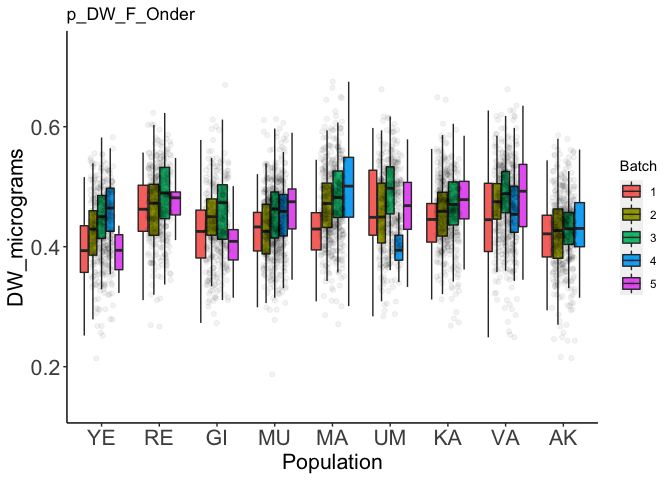 p_DW_F_Onder
DW_micrograms
0.6
0.4
0.2
YE RE GI MU MA UM KA VA AK
Population
Batch
1
2
3
4
5